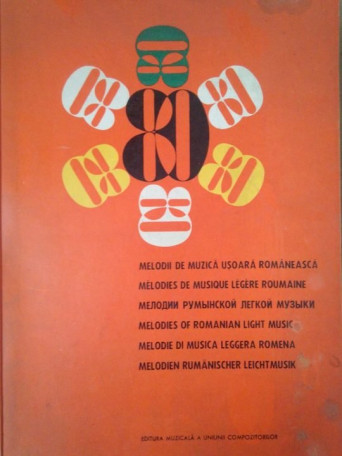 MELODII DE MUZICĂ UȘOARĂ ROMÂNEASCĂ
MÉLODIES DE MUSIQUE LÉGÈRE ROUMAINE
МЕЛОДИИ РУМЫНСКОЙ ЛЕГКОЙ МУЗЫКИ
MELODIES OF ROMANIAN LIGHT MUSIC
MELODIE DI MUSICA LEGGERA ROMENA
MELODIEN RUMÄNISCHER LEICHTMUSIK
EDITURA MUZICALĂ A UNIUNII COMPOZITORILOR